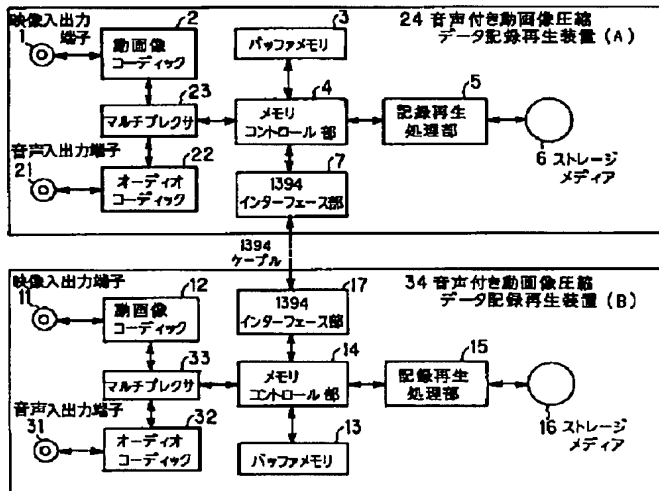 映像入出力
端子
1
2
動画像
コーディック
3
バッファメモリ
24 音声付き動画像圧縮
データ記録再生装置(A)
23
マルチプレクサ
4
メモリ
コントロール部
5
記録再生
処理部
6 ストレージ
メディア
音声入出力端子
21
22
オーディオ
コーディック
7
1394
インターフェース部
1394
ケーブル
映像入出力端子
11
12
動画像
コーディック
17
1394
インターフェース部
34 音声付き動画像圧縮
データ記録再生装置(B)
33
マルチプレクサ
14
メモリ
コントロール部
15
記録再生
処理部
16 ストレージ
メディア
音声入出力端子
31
32
オーディオ
コーディック
13
バッファメモリ